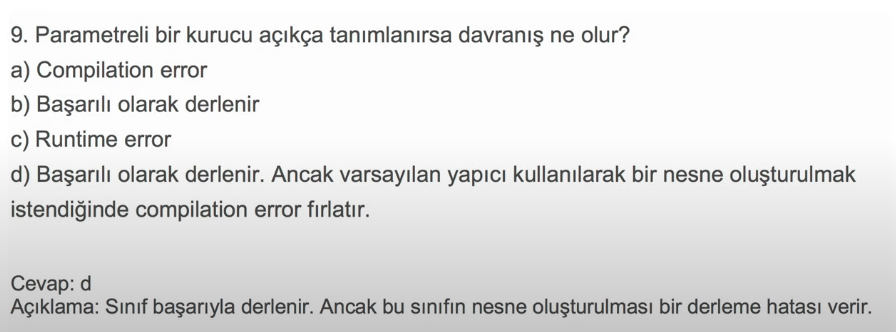 9. Parametreli bir kurucu açıkça tanımlanırsa davranış ne olur?
a) Compilation error
b) Başarılı olarak derlenir
c) Runtime error
d) Başarılı olarak derlenir. Ancak varsayılan yapıcı kullanılarak bir nesne oluşturulmak
istendiğinde compilation error fırlatır.
Cevap: d
Açıklama: Sınıf başarıyla derlenir. Ancak bu sınıfın nesne oluşturulması bir derleme hatası verir.